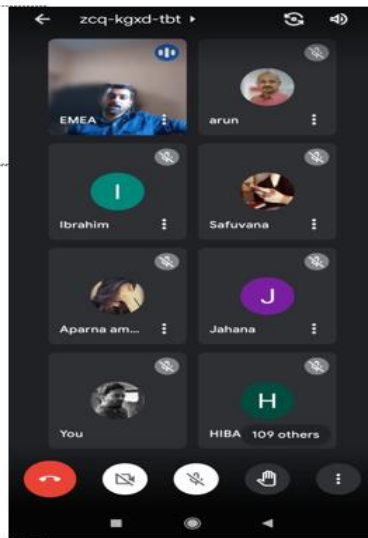 zcq-kgxd-tbt
EMEA
arun
I
Ibrahim
Safuvana
Aparna am...
J
Jahana
You
H
HIBA 109 others